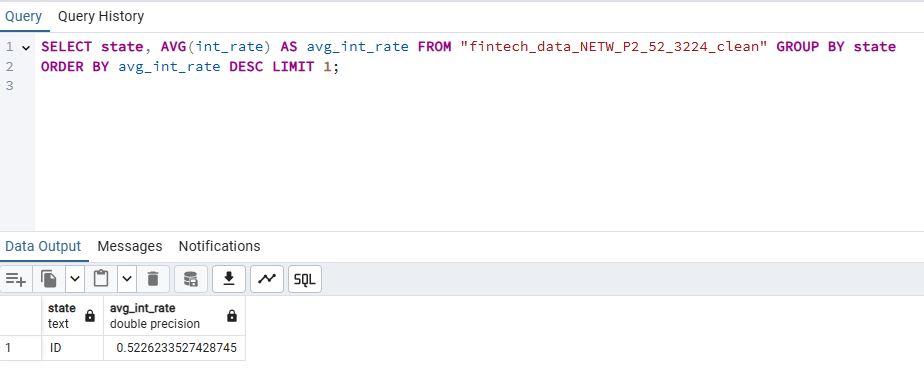 Query Query History
1 SELECT state, AVG(int_rate) AS avg_int_rate FROM "fintech_data_NETW_P2_52_3224_clean" GROUP BY state
2 ORDER BY avg_int_rate DESC LIMIT 1;
3
Data Output Messages Notifications
SQL
state avg_int_rate
text double precision
1 ID 0.5226233527428745